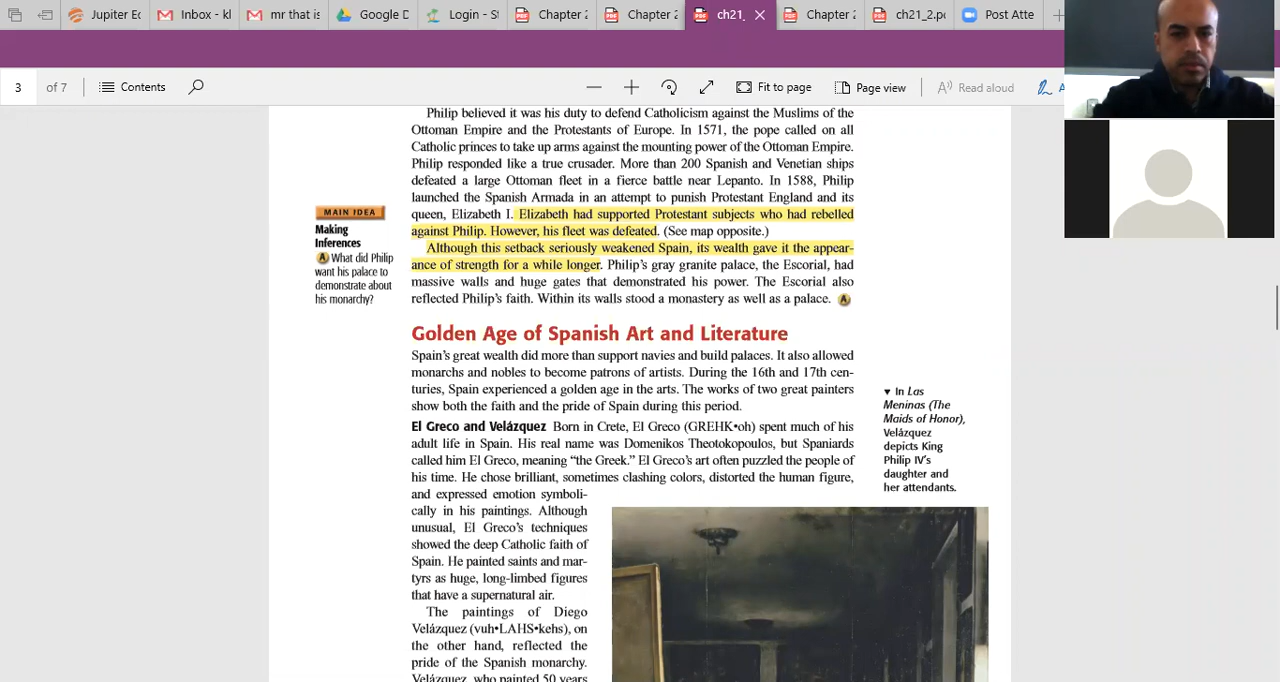 Jupiter Ec
Inbox - kl
mr that is
Google D
Login - St
Chapter 2
Chapter 2
ch21_
Chapter 2
ch21_2.pc
Post Atte
3 of 7
Contents
Fit to page
Page view
Read aloud
Philip believed it was his duty to defend Catholicism against the Muslims of the
Ottoman Empire and the Protestants of Europe. In 1571, the pope called on all
Catholic princes to take up arms against the mounting power of the Ottoman Empire.
Philip responded like a true crusader. More than 200 Spanish and Venetian ships
defeated a large Ottoman fleet in a fierce battle near Lepanto. In 1588, Philip
launched the Spanish Armada in an attempt to punish Protestant England and its
queen, Elizabeth I. Elizabeth had supported Protestant subjects who had rebelled
against Philip. However, his fleet was defeated. (See map opposite.)
Although this setback seriously weakened Spain, its wealth gave it the appear-
ance of strength for a while longer. Philip's gray granite palace, the Escorial, had
massive walls and huge gates that demonstrated his power. The Escorial also
reflected Philip's faith. Within its walls stood a monastery as well as a palace. A
MAIN IDEA
Making
Inferences
A What did Philip
want his palace to
demonstrate about
his monarchy?
Golden Age of Spanish Art and Literature
Spain's great wealth did more than support navies and build palaces. It also allowed
monarchs and nobles to become patrons of artists. During the 16th and 17th cen-
turies, Spain experienced a golden age in the arts. The works of two great painters
show both the faith and the pride of Spain during this period.
El Greco and Velázquez Born in Crete, El Greco (GREHK•oh) spent much of his
adult life in Spain. His real name was Domenikos Theotokopoulos, but Spaniards
called him El Greco, meaning "the Greek." El Greco's art often puzzled the people of
his time. He chose brilliant, sometimes clashing colors, distorted the human figure,
and expressed emotion symboli-
cally in his paintings. Although
unusual, El Greco's techniques
showed the deep Catholic faith of
Spain. He painted saints and mar-
tyrs as huge, long-limbed figures
that have a supernatural air.
The paintings of Diego
Velázquez (vuh•LAHS•kehs), on
the other hand, reflected the
pride of the Spanish monarchy.
Velázquez, who painted 50 years
▼ In Las
Meninas (The
Maids of Honor),
Velázquez
depicts King
Philip IV's
daughter and
her attendants.